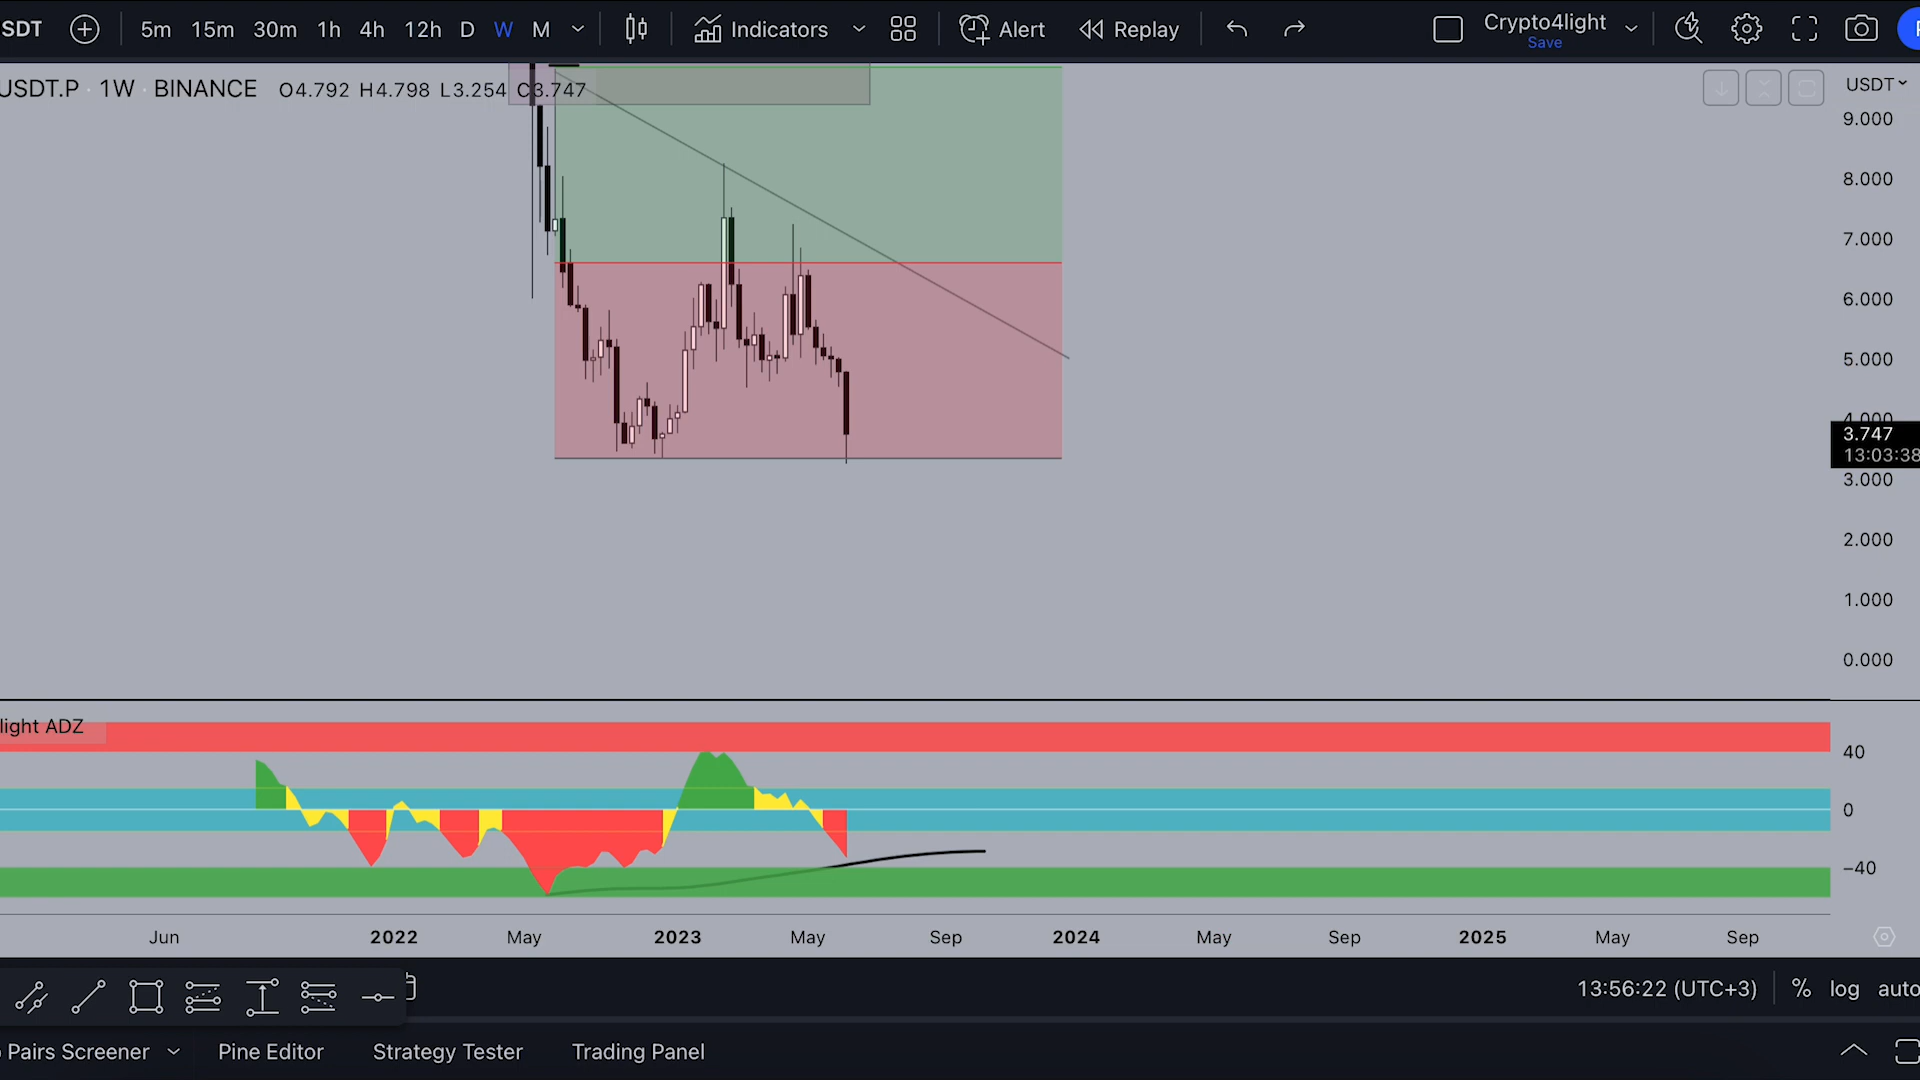 SDT 5m 15m 30m 1h 4h 12h D W M Indicators Alert Replay Crypto4light
Save
USDT.P · 1W · BINANCE O4.792 H4.798 L3.254 C3.747
USDT
9.000
8.000
7.000
6.000
5.000
4.000
3.747
13:03:38
3.000
2.000
1.000
0.000
light ADZ
40
0
−40
Jun 2022 May 2023 May Sep 2024 May Sep 2025 May Sep
13:56:22 (UTC+3) % log auto
Pairs Screener Pine Editor Strategy Tester Trading Panel